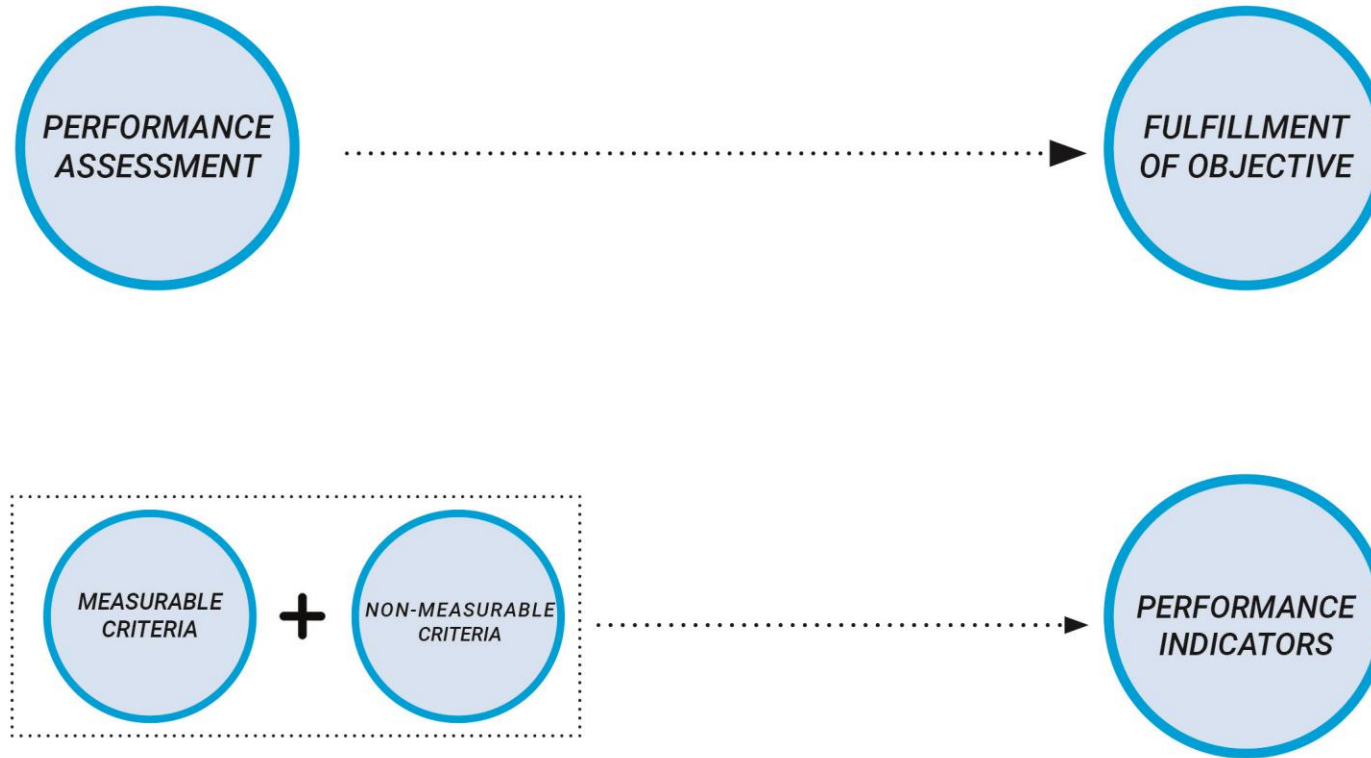 PERFORMANCE
ASSESSMENT
FULFILLMENT
OF OBJECTIVE
MEASURABLE
CRITERIA
+
NON-MEASURABLE
CRITERIA
PERFORMANCE
INDICATORS